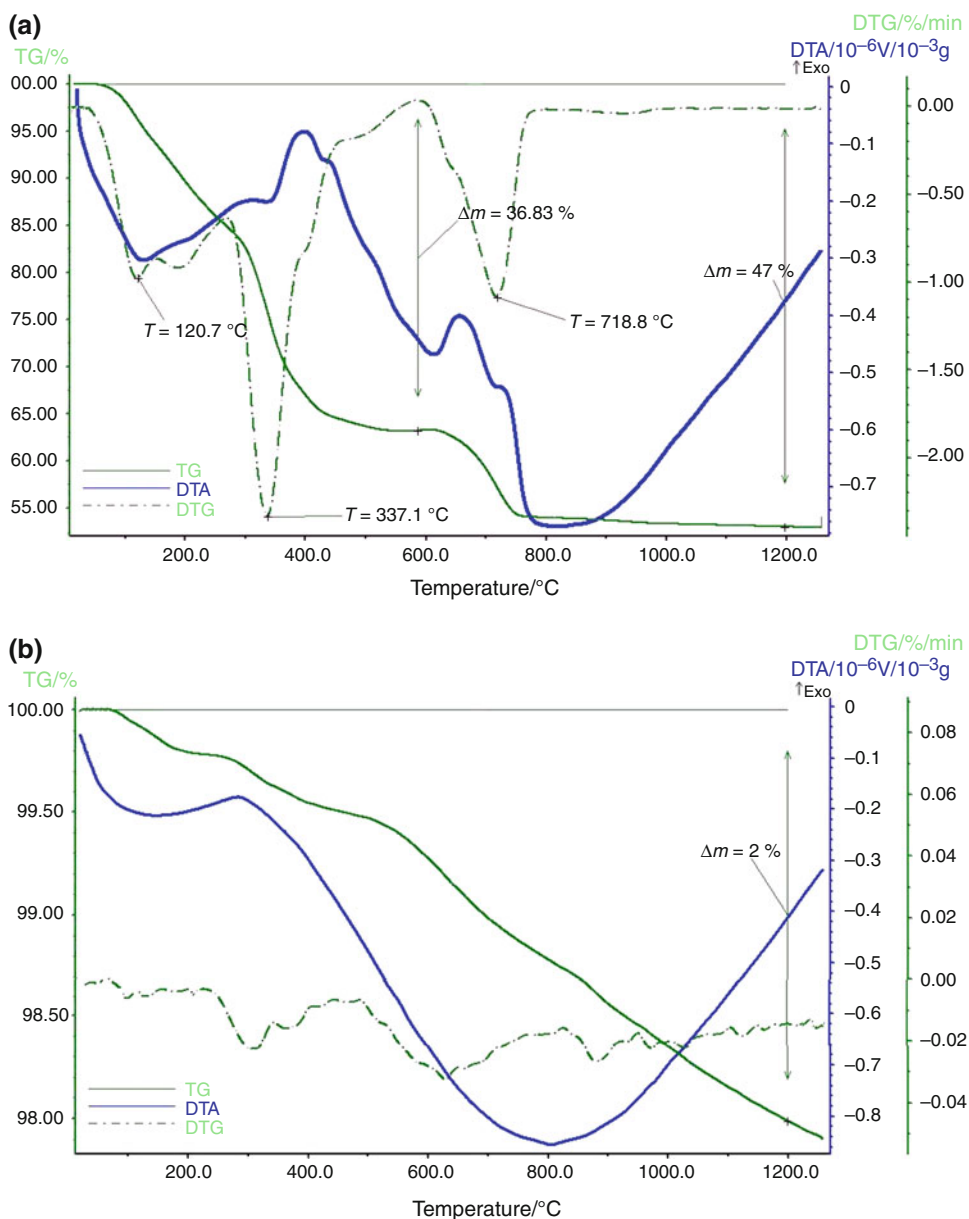 (a)
DTG/%/min
TG/%
DTA/10⁻⁶V/10⁻³g
↑Exo
00.00
95.00
90.00
85.00
80.00
75.00
70.00
65.00
60.00
55.00
0
–0.1
–0.2
–0.3
–0.4
–0.5
–0.6
–0.7
0.00
–0.50
–1.00
–1.50
–2.00
Δm = 36.83 %
Δm = 47 %
T = 120.7 °C
T = 718.8 °C
T = 337.1 °C
TG
DTA
DTG
200.0 400.0 600.0 800.0 1000.0 1200.0
Temperature/°C
(b)
DTG/%/min
TG/%
DTA/10⁻⁶V/10⁻³g
↑Exo
100.00
99.50
99.00
98.50
98.00
0
–0.1
–0.2
–0.3
–0.4
–0.5
–0.6
–0.7
–0.8
0.08
0.06
0.04
0.02
0.00
–0.02
–0.04
Δm = 2 %
TG
DTA
DTG
200.0 400.0 600.0 800.0 1000.0 1200.0
Temperature/°C